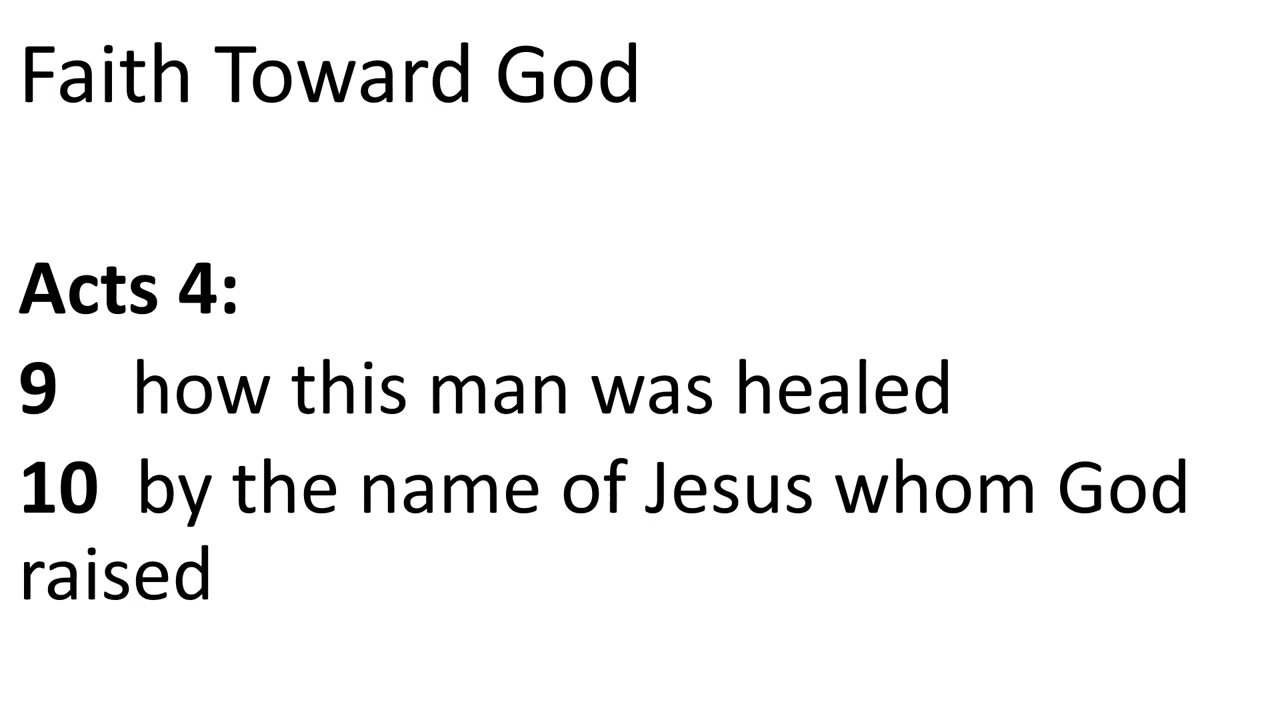 Faith Toward God
Acts 4:
9 how this man was healed
10 by the name of Jesus whom God
raised